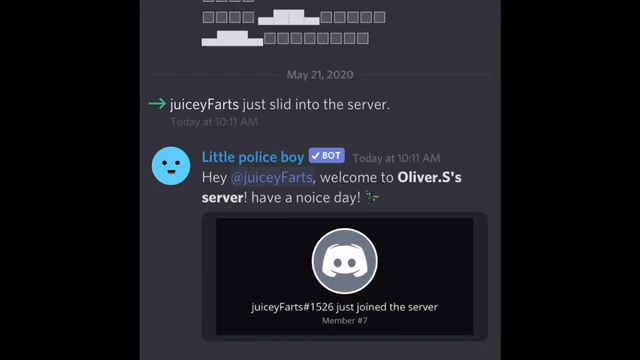 May 21, 2020
juiceyFarts just slid into the server.
Today at 10:11 AM
Little police boy BOT Today at 10:11 AM
Hey @juiceyFarts, welcome to Oliver.S's
server! have a noice day!
juiceyFarts#1526 just joined the server
Member #7